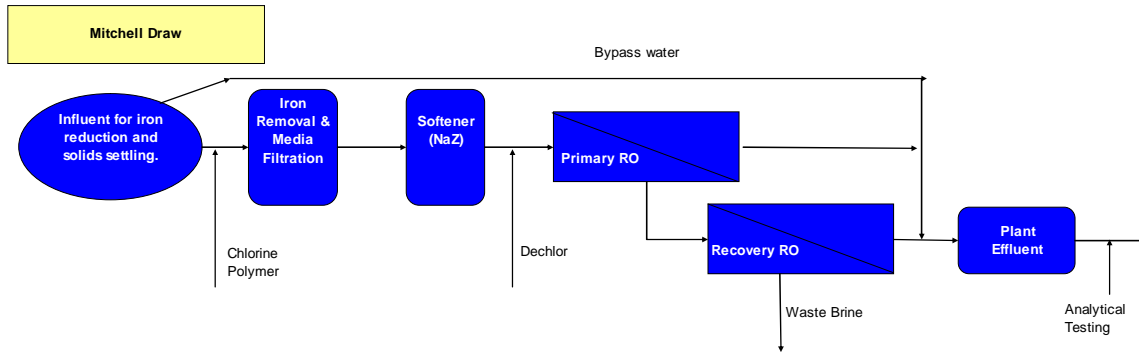 Mitchell Draw
Bypass water
Influent for iron
reduction and
solids settling.
Iron
Removal &
Media
Filtration
Softener
(NaZ)
Primary RO
Chlorine
Polymer
Dechlor
Recovery RO
Plant
Effluent
Waste Brine
Analytical
Testing